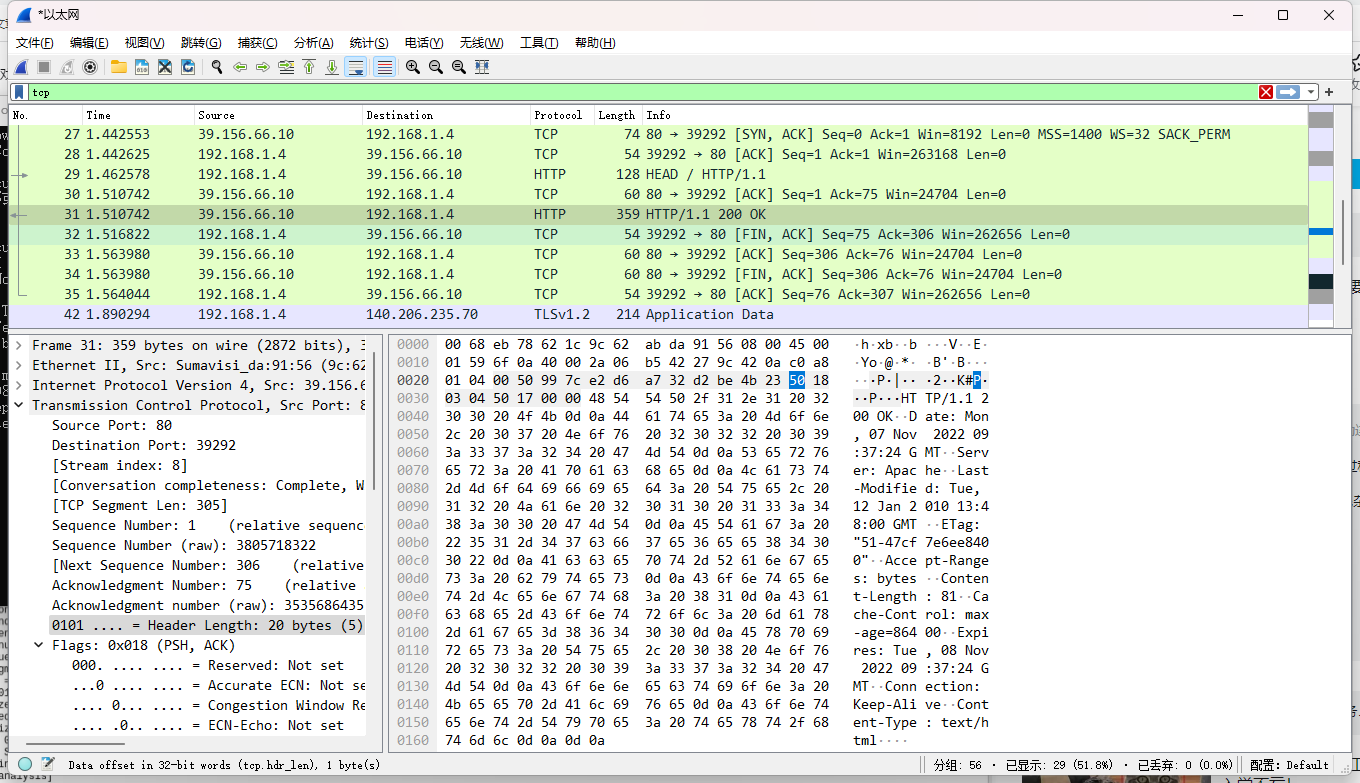 *以太网
文件(F) 编辑(E) 视图(V) 跳转(G) 捕获(C) 分析(A) 统计(S) 电话(Y) 无线(W) 工具(T) 帮助(H)
tcp
No. Time Source Destination Protocol Length Info
27 1.442553 39.156.66.10 192.168.1.4 TCP 74 80 → 39292 [SYN, ACK] Seq=0 Ack=1 Win=8192 Len=0 MSS=1400 WS=32 SACK_PERM
28 1.442625 192.168.1.4 39.156.66.10 TCP 54 39292 → 80 [ACK] Seq=1 Ack=1 Win=263168 Len=0
29 1.462578 192.168.1.4 39.156.66.10 HTTP 128 HEAD / HTTP/1.1
30 1.510742 39.156.66.10 192.168.1.4 TCP 60 80 → 39292 [ACK] Seq=1 Ack=75 Win=24704 Len=0
31 1.510742 39.156.66.10 192.168.1.4 HTTP 359 HTTP/1.1 200 OK
32 1.516822 192.168.1.4 39.156.66.10 TCP 54 39292 → 80 [FIN, ACK] Seq=75 Ack=306 Win=262656 Len=0
33 1.563980 39.156.66.10 192.168.1.4 TCP 60 80 → 39292 [ACK] Seq=306 Ack=76 Win=24704 Len=0
34 1.563980 39.156.66.10 192.168.1.4 TCP 60 80 → 39292 [FIN, ACK] Seq=306 Ack=76 Win=24704 Len=0
35 1.564044 192.168.1.4 39.156.66.10 TCP 54 39292 → 80 [ACK] Seq=76 Ack=307 Win=262656 Len=0
42 1.890294 192.168.1.4 140.206.235.70 TLSv1.2 214 Application Data
Frame 31: 359 bytes on wire (2872 bits), 3
Ethernet II, Src: Sumavisi_da:91:56 (9c:62
Internet Protocol Version 4, Src: 39.156.6
Transmission Control Protocol, Src Port: 8
Source Port: 80
Destination Port: 39292
[Stream index: 8]
[Conversation completeness: Complete, W
[TCP Segment Len: 305]
Sequence Number: 1 (relative sequenc
Sequence Number (raw): 3805718322
[Next Sequence Number: 306 (relative
Acknowledgment Number: 75 (relative
Acknowledgment number (raw): 3535686435
0101 .... = Header Length: 20 bytes (5)
Flags: 0x018 (PSH, ACK)
000. .... .... = Reserved: Not set
...0 .... .... = Accurate ECN: Not se
.... 0... .... = Congestion Window Re
.... .0.. .... = ECN-Echo: Not set
0000 00 68 eb 78 62 1c 9c 62 ab da 91 56 08 00 45 00 ·h·xb··b ···V··E·
0010 01 59 6f 0a 40 00 2a 06 b5 42 27 9c 42 0a c0 a8 ·Yo·@·*· ·B'·B···
0020 01 04 00 50 99 7c e2 d6 a7 32 d2 be 4b 23 50 18 ···P·|·· ·2··K#P·
0030 03 04 50 17 00 00 48 54 54 50 2f 31 2e 31 20 32 ··P···HT TP/1.1 2
0040 30 30 20 4f 4b 0d 0a 44 61 74 65 3a 20 4d 6f 6e 00 OK··D ate: Mon
0050 2c 20 30 37 20 4e 6f 76 20 32 30 32 32 20 30 39 , 07 Nov 2022 09
0060 3a 33 37 3a 32 34 20 47 4d 54 0d 0a 53 65 72 76 :37:24 G MT··Serv
0070 65 72 3a 20 41 70 61 63 68 65 0d 0a 4c 61 73 74 er: Apac he··Last
0080 2d 4d 6f 64 69 66 69 65 64 3a 20 54 75 65 2c 20 -Modifie d: Tue,
0090 31 32 20 4a 61 6e 20 32 30 31 30 20 31 33 3a 34 12 Jan 2 010 13:4
00a0 38 3a 30 30 20 47 4d 54 0d 0a 45 54 61 67 3a 20 8:00 GMT ··ETag:
00b0 22 35 31 2d 34 37 63 66 37 65 36 65 65 38 34 30 "51-47cf 7e6ee840
00c0 30 22 0d 0a 41 63 63 65 70 74 2d 52 61 6e 67 65 0"··Acce pt-Range
00d0 73 3a 20 62 79 74 65 73 0d 0a 43 6f 6e 74 65 6e s: bytes ··Conten
00e0 74 2d 4c 65 6e 67 74 68 3a 20 38 31 0d 0a 43 61 t-Length : 81··Ca
00f0 63 68 65 2d 43 6f 6e 74 72 6f 6c 3a 20 6d 61 78 che-Cont rol: max
0100 2d 61 67 65 3d 38 36 34 30 30 0d 0a 45 78 70 69 -age=864 00··Expi
0110 72 65 73 3a 20 54 75 65 2c 20 30 38 20 4e 6f 76 res: Tue , 08 Nov
0120 20 32 30 32 32 20 30 39 3a 33 37 3a 32 34 20 47 2022 09 :37:24 G
0130 4d 54 0d 0a 43 6f 6e 6e 65 63 74 69 6f 6e 3a 20 MT··Conn ection:
0140 4b 65 65 70 2d 41 6c 69 76 65 0d 0a 43 6f 6e 74 Keep-Ali ve··Cont
0150 65 6e 74 2d 54 79 70 65 3a 20 74 65 78 74 2f 68 ent-Type : text/h
0160 74 6d 6c 0d 0a 0d 0a tml····
Data offset in 32-bit words (tcp.hdr_len), 1 byte(s) 分组: 56 · 已显示: 29 (51.8%) · 已丢弃: 0 (0.0%) 配置: Default